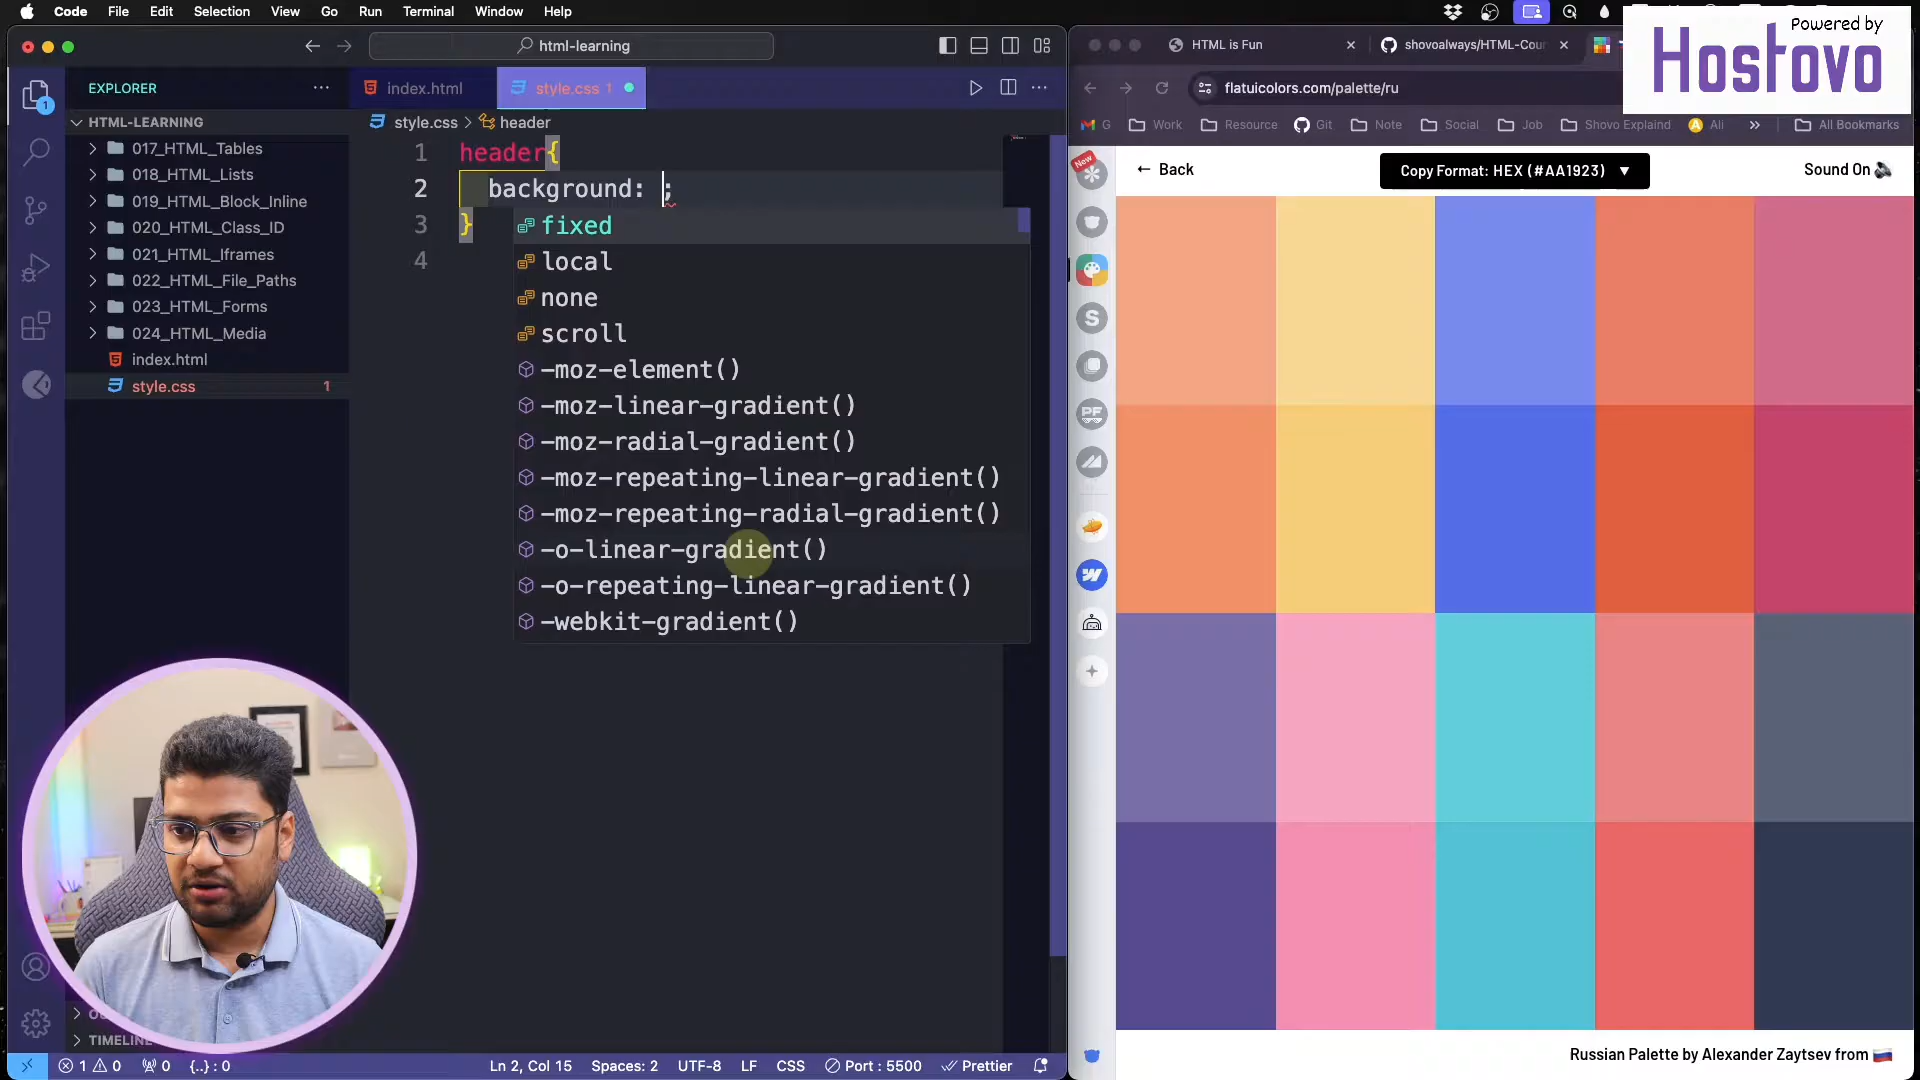 Code File Edit Selection View Go Run Terminal Window Help
Powered by
Hostovo
html-learning
HTML is Fun
shovoalways/HTML-Cou
EXPLORER
index.html
style.css 1
flatuicolors.com/palette/ru
HTML-LEARNING
style.css > header
G Work Resource Git Note Social Job Shovo Explaind Ali All Bookmarks
017_HTML_Tables
018_HTML_Lists
019_HTML_Block_Inline
020_HTML_Class_ID
021_HTML_Iframes
022_HTML_File_Paths
023_HTML_Forms
024_HTML_Media
index.html
style.css 1
1 header{
2 background: ;
3 }
4
fixed
local
none
scroll
-moz-element()
-moz-linear-gradient()
-moz-radial-gradient()
-moz-repeating-linear-gradient()
-moz-repeating-radial-gradient()
-o-linear-gradient()
-o-repeating-linear-gradient()
-webkit-gradient()
New
← Back
Copy Format: HEX (#AA1923) ▼
Sound On
S
PF
Russian Palette by Alexander Zaytsev from
TIMELINE
1 0 0 {..} : 0
Ln 2, Col 15 Spaces: 2 UTF-8 LF CSS Port : 5500 Prettier